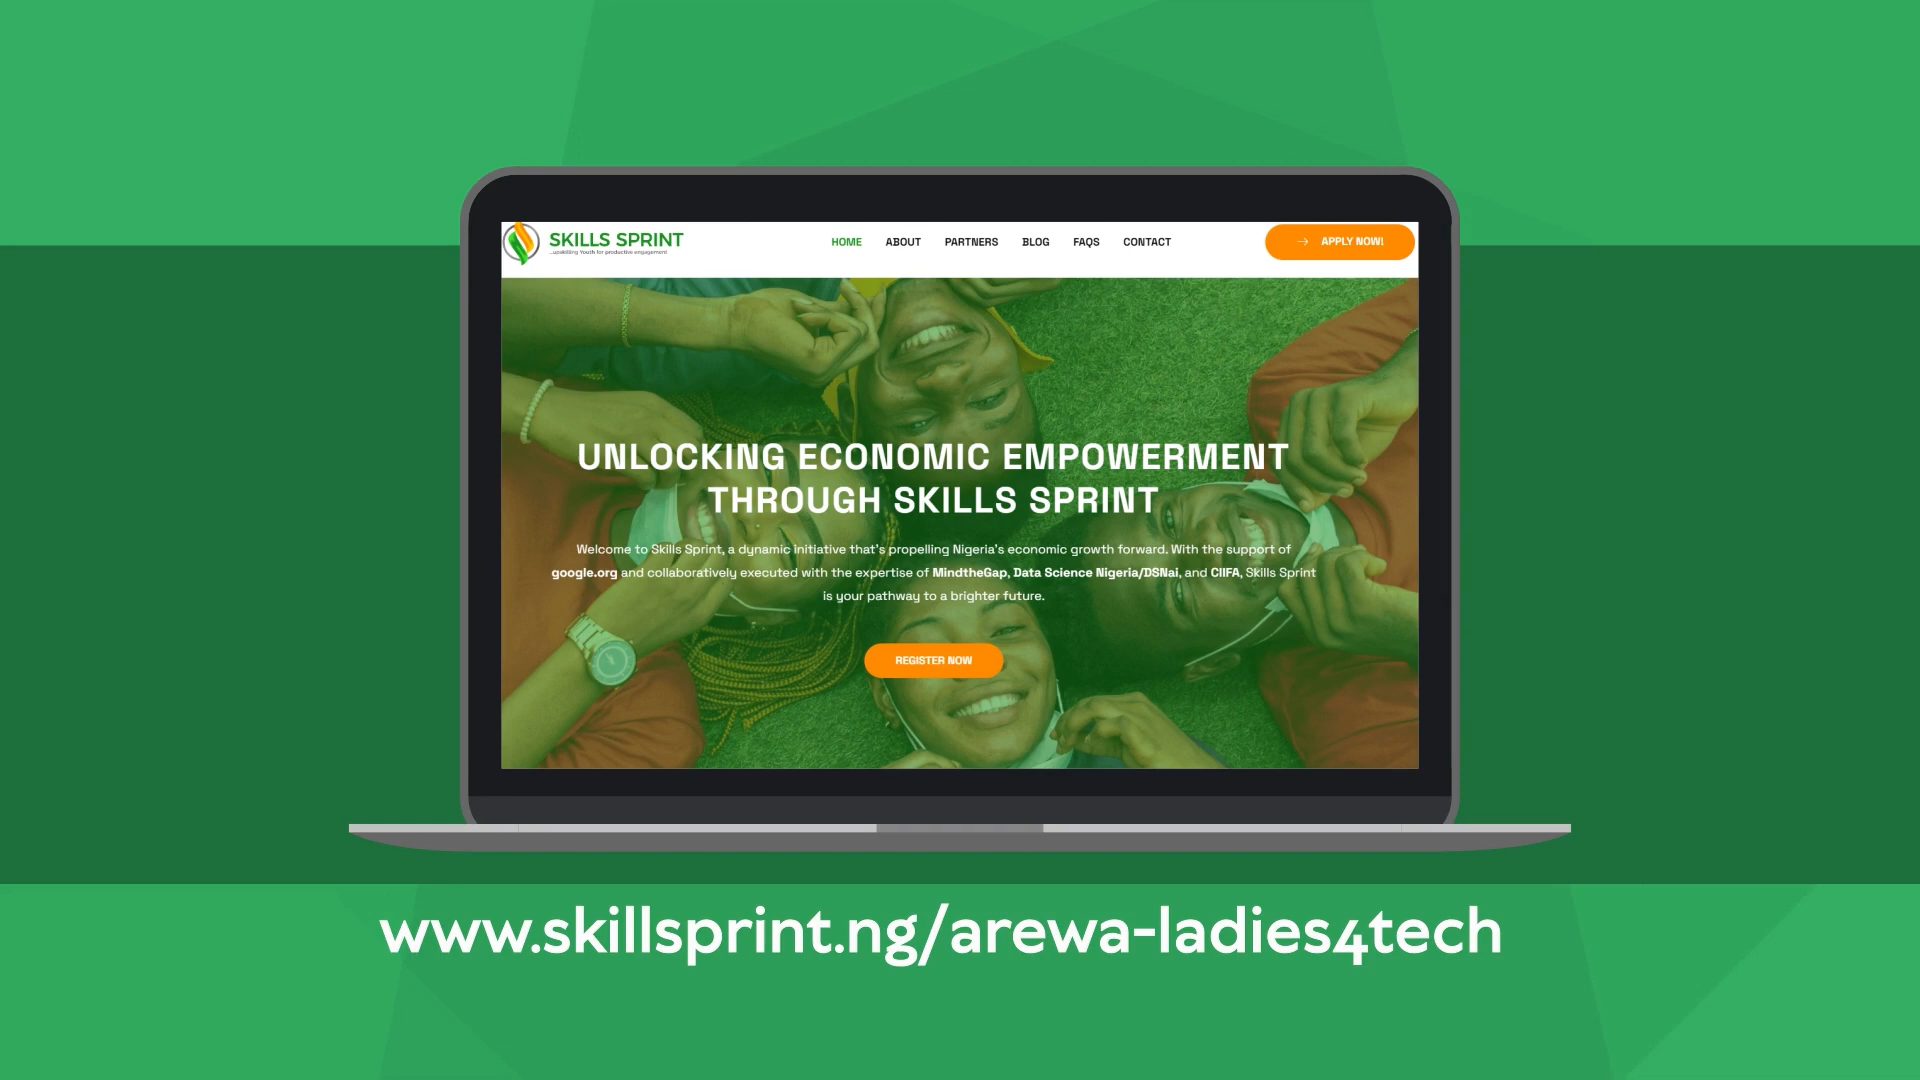 SKILLS SPRINT
...upskilling Youth for productive engagement
HOME ABOUT PARTNERS BLOG FAQS CONTACT
APPLY NOW!
UNLOCKING ECONOMIC EMPOWERMENT
THROUGH SKILLS SPRINT
Welcome to Skills Sprint, a dynamic initiative that's propelling Nigeria's economic growth forward. With the support of
google.org and collaboratively executed with the expertise of MindtheGap, Data Science Nigeria/DSNai, and CIIFA, Skills Sprint
is your pathway to a brighter future.
REGISTER NOW
www.skillsprint.ng/arewa-ladies4tech